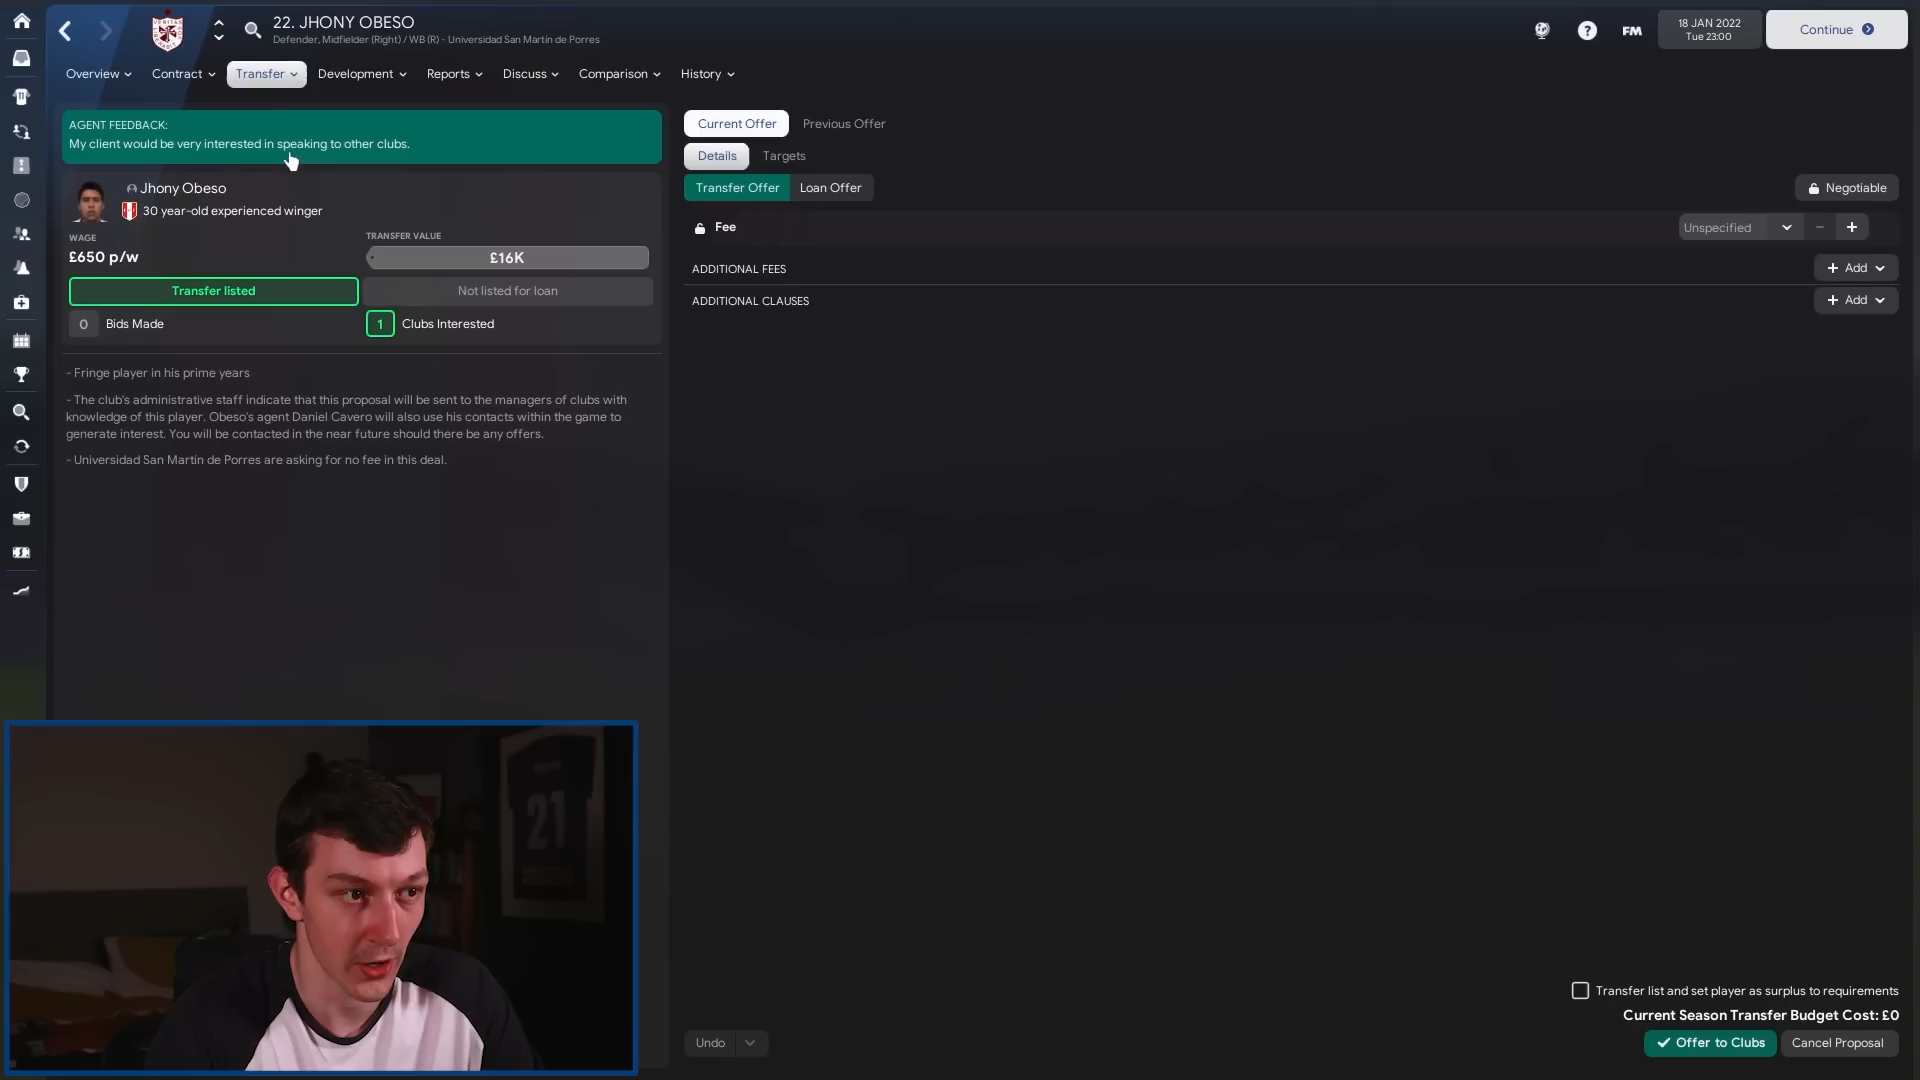 22. JHONY OBESO
Defender, Midfielder (Right) / WB (R) - Universidad San Martín de Porres
FM
18 JAN 2022
Tue 23:00
Continue
Overview
Contract
Transfer
Development
Reports
Discuss
Comparison
History
AGENT FEEDBACK:
My client would be very interested in speaking to other clubs.
Jhony Obeso
30 year-old experienced winger
WAGE
£650 p/w
TRANSFER VALUE
£16K
Transfer listed
Not listed for loan
0 Bids Made
1 Clubs Interested
- Fringe player in his prime years
- The club's administrative staff indicate that this proposal will be sent to the managers of clubs with
knowledge of this player. Obeso's agent Daniel Cavero will also use his contacts within the game to
generate interest. You will be contacted in the near future should there be any offers.
- Universidad San Martín de Porres are asking for no fee in this deal.
Current Offer
Previous Offer
Details
Targets
Transfer Offer
Loan Offer
Negotiable
Fee
Unspecified
ADDITIONAL FEES
+ Add
ADDITIONAL CLAUSES
+ Add
21
Transfer list and set player as surplus to requirements
Current Season Transfer Budget Cost: £0
Undo
Offer to Clubs
Cancel Proposal